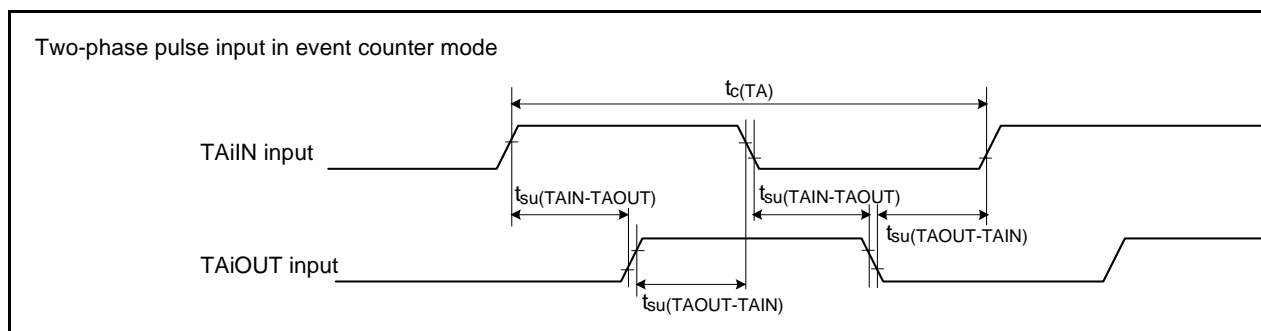 Two-phase pulse input in event counter mode
tc(TA)
TAiIN input
tsu(TAIN-TAOUT)
tsu(TAIN-TAOUT)
tsu(TAOUT-TAIN)
TAiOUT input
tsu(TAOUT-TAIN)